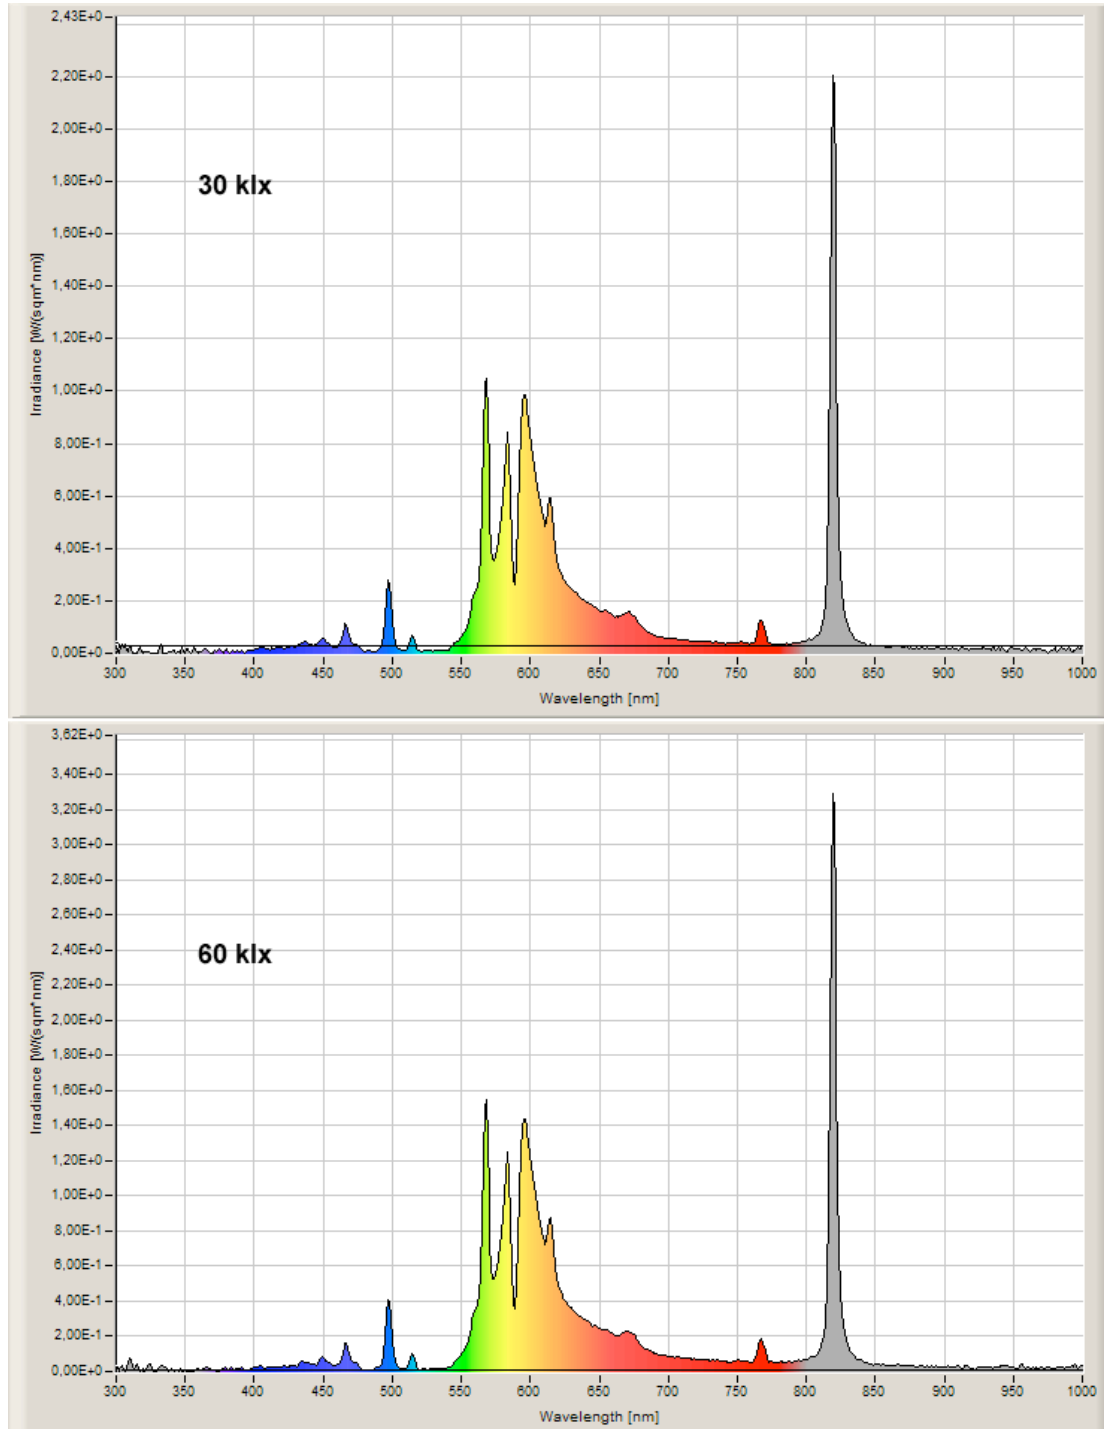 2,43E+0
2,20E+0
2,00E+0
1,80E+0
1,60E+0
1,40E+0
1,20E+0
1,00E+0
8,00E-1
6,00E-1
4,00E-1
2,00E-1
0,00E+0
Irradiance [W/(sqm*nm)]
30 klx
300 350 400 450 500 550 600 650 700 750 800 850 900 950 1000
Wavelength [nm]
3,62E+0
3,40E+0
3,20E+0
3,00E+0
2,80E+0
2,60E+0
2,40E+0
2,20E+0
2,00E+0
1,80E+0
1,60E+0
1,40E+0
1,20E+0
1,00E+0
8,00E-1
6,00E-1
4,00E-1
2,00E-1
0,00E+0
Irradiance [W/(sqm*nm)]
60 klx
300 350 400 450 500 550 600 650 700 750 800 850 900 950 1000
Wavelength [nm]